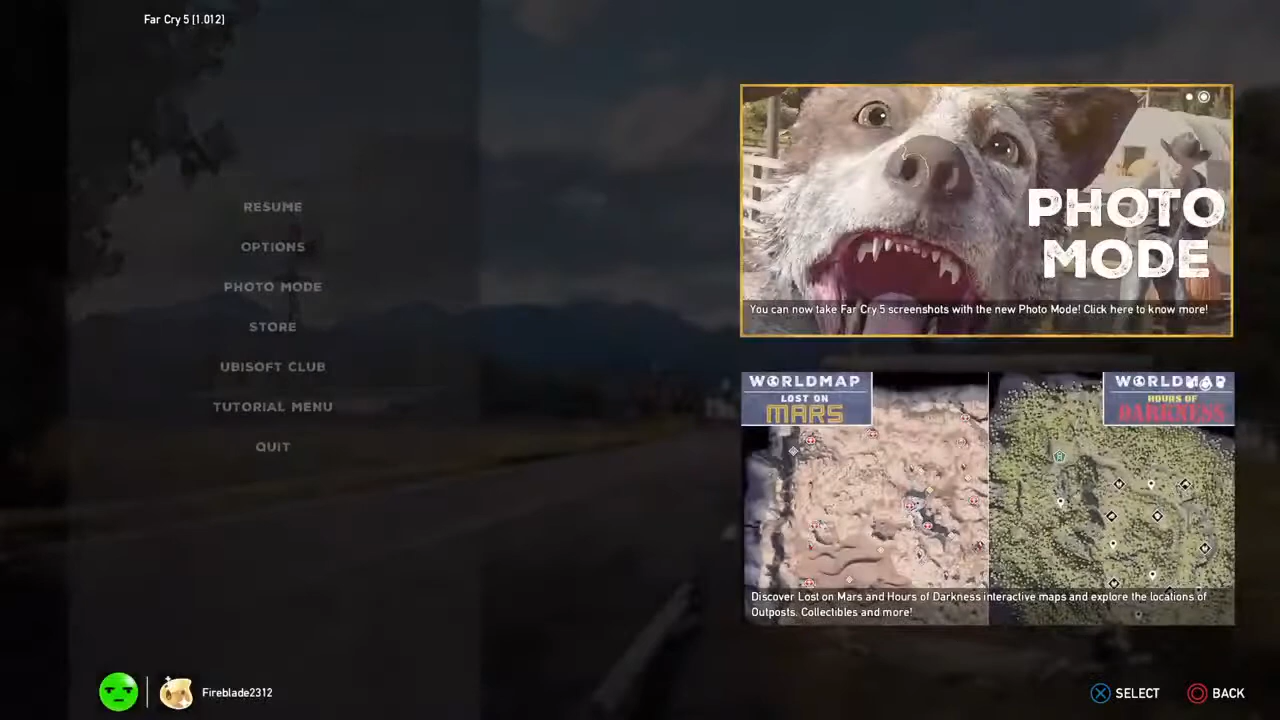 Far Cry 5 [1.012]
RESUME
OPTIONS
PHOTO MODE
STORE
UBISOFT CLUB
TUTORIAL MENU
QUIT
PHOTO
MODE
You can now take Far Cry 5 screenshots with the new Photo Mode! Click here to know more!
WORLDMAP
LOST ON
MARS
WORLDMAP
HOURS OF
DARKNESS
Discover Lost on Mars and Hours of Darkness interactive maps and explore the locations of
Outposts. Collectibles and more!
Fireblade2312
SELECT
BACK